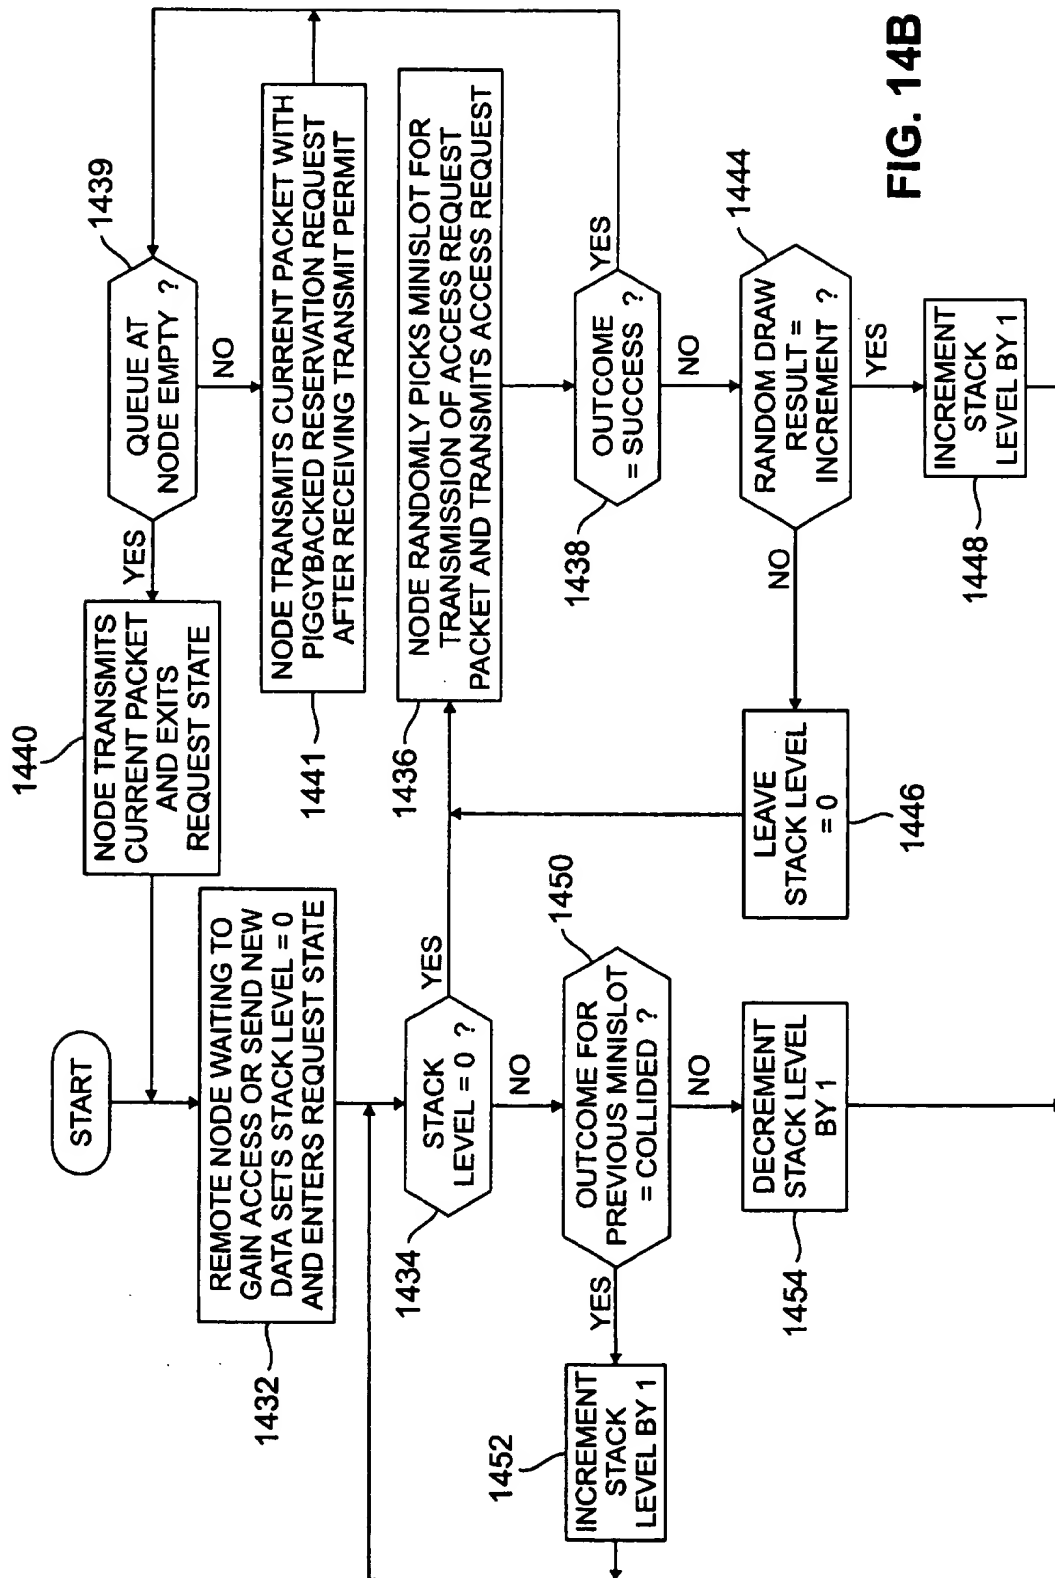 START
REMOTE NODE WAITING TO
GAIN ACCESS OR SEND NEW
DATA SETS STACK LEVEL = 0
AND ENTERS REQUEST STATE
1432
NODE TRANSMITS
CURRENT PACKET
AND EXITS
REQUEST STATE
1440
YES
QUEUE AT
NODE EMPTY ?
1439
NO
NODE TRANSMITS CURRENT PACKET WITH
PIGGYBACKED RESERVATION REQUEST
AFTER RECEIVING TRANSMIT PERMIT
1441
STACK
LEVEL = 0 ?
1434
YES
NO
NODE RANDOMLY PICKS MINISLOT FOR
TRANSMISSION OF ACCESS REQUEST
PACKET AND TRANSMITS ACCESS REQUEST
1436
OUTCOME
= SUCCESS ?
1438
YES
NO
RANDOM DRAW
RESULT =
INCREMENT ?
1444
NO
YES
LEAVE
STACK LEVEL
= 0
1446
INCREMENT
STACK
LEVEL BY 1
1448
OUTCOME FOR
PREVIOUS MINISLOT
= COLLIDED ?
1450
YES
NO
INCREMENT
STACK
LEVEL BY 1
1452
DECREMENT
STACK LEVEL
BY 1
1454
FIG. 14B